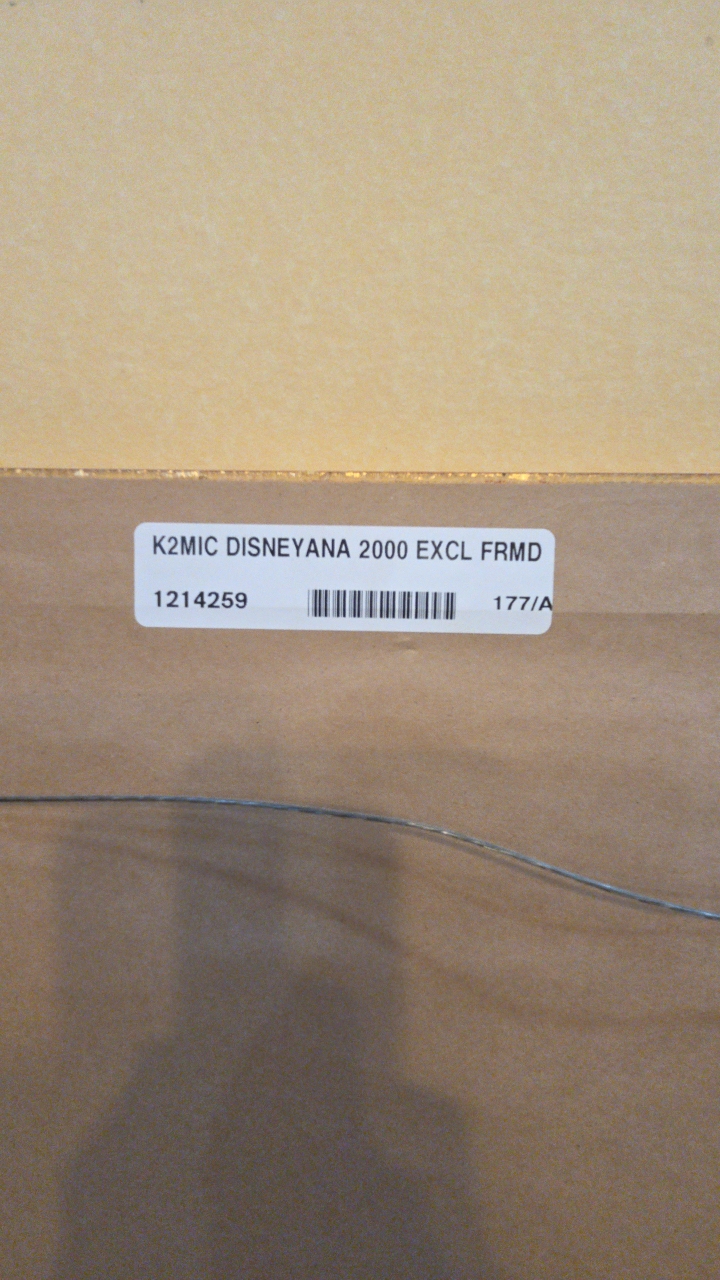 K2MIC DISNEYANA 2000 EXCL FRMD
1214259 177/A